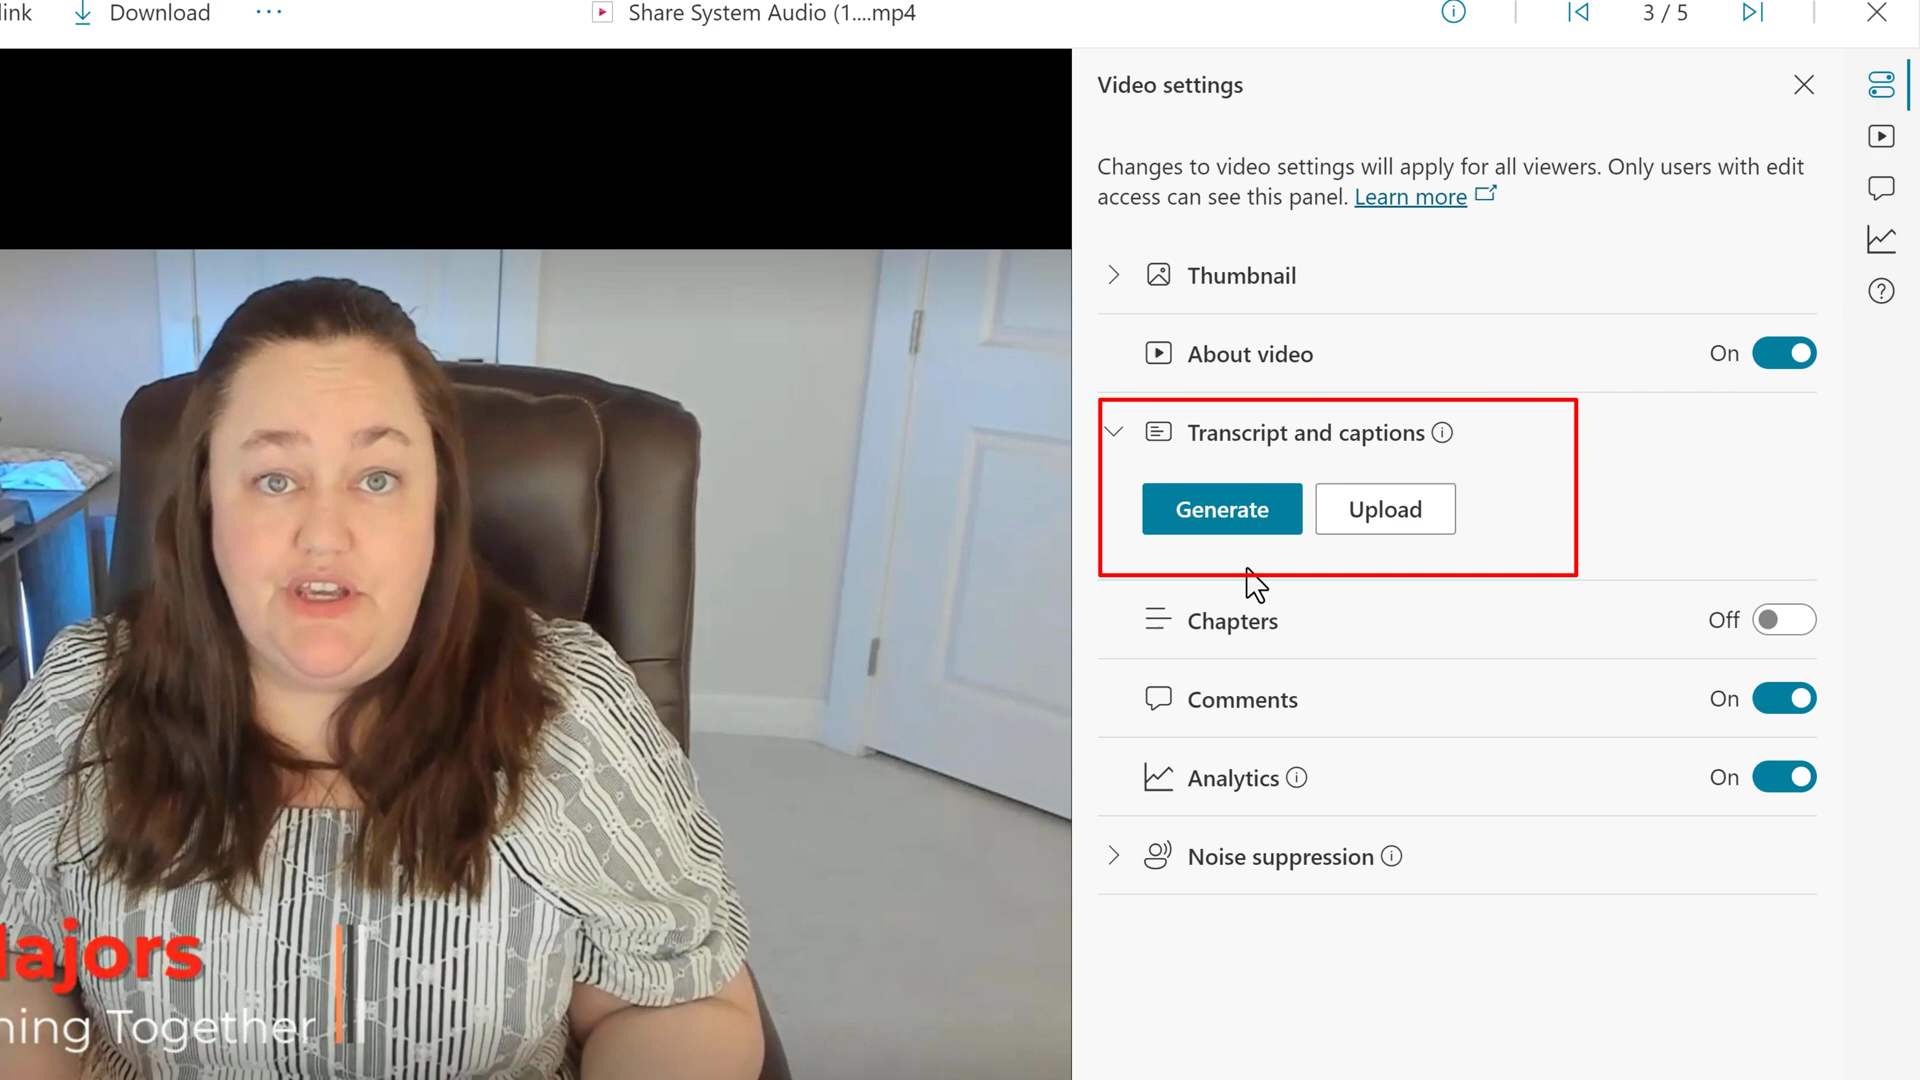 link Download ··· Share System Audio (1....mp4 3 / 5
Video settings
Changes to video settings will apply for all viewers. Only users with edit
access can see this panel. Learn more
Thumbnail
About video On
Transcript and captions
Generate Upload
Chapters Off
Comments On
Analytics On
Noise suppression
Majors
ning Together